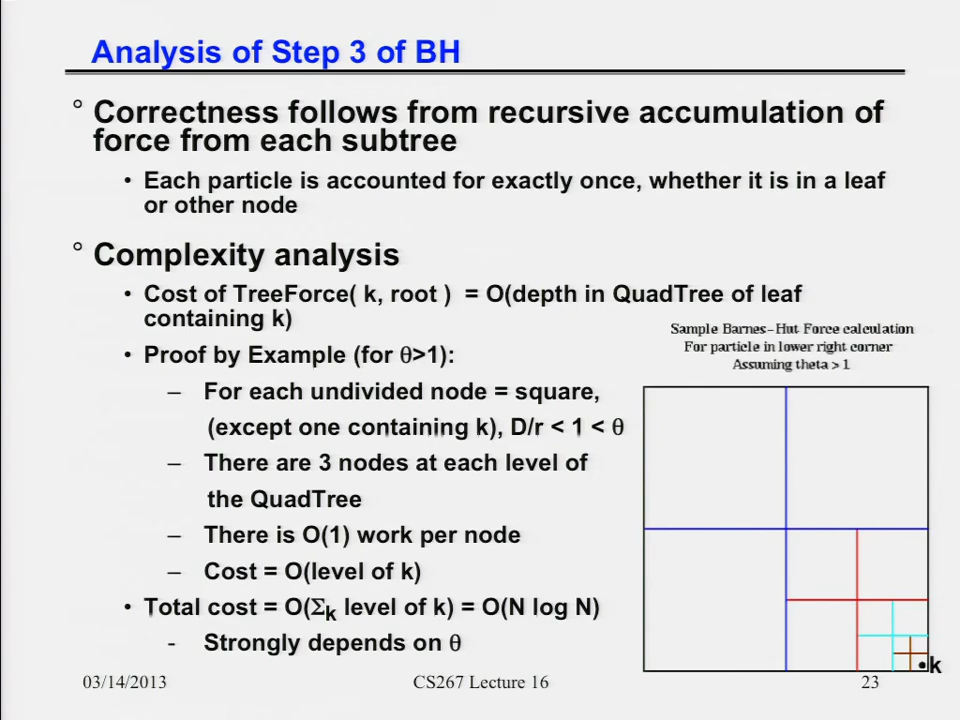 Analysis of Step 3 of BH
° Correctness follows from recursive accumulation of
force from each subtree
• Each particle is accounted for exactly once, whether it is in a leaf
or other node
° Complexity analysis
• Cost of TreeForce( k, root ) = O(depth in QuadTree of leaf
containing k)
• Proof by Example (for θ>1):
– For each undivided node = square,
(except one containing k), D/r < 1 < θ
– There are 3 nodes at each level of
the QuadTree
– There is O(1) work per node
– Cost = O(level of k)
• Total cost = O(Σk level of k) = O(N log N)
- Strongly depends on θ
Sample Barnes-Hut Force calculation
For particle in lower right corner
Assuming theta > 1
k
03/14/2013
CS267 Lecture 16
23